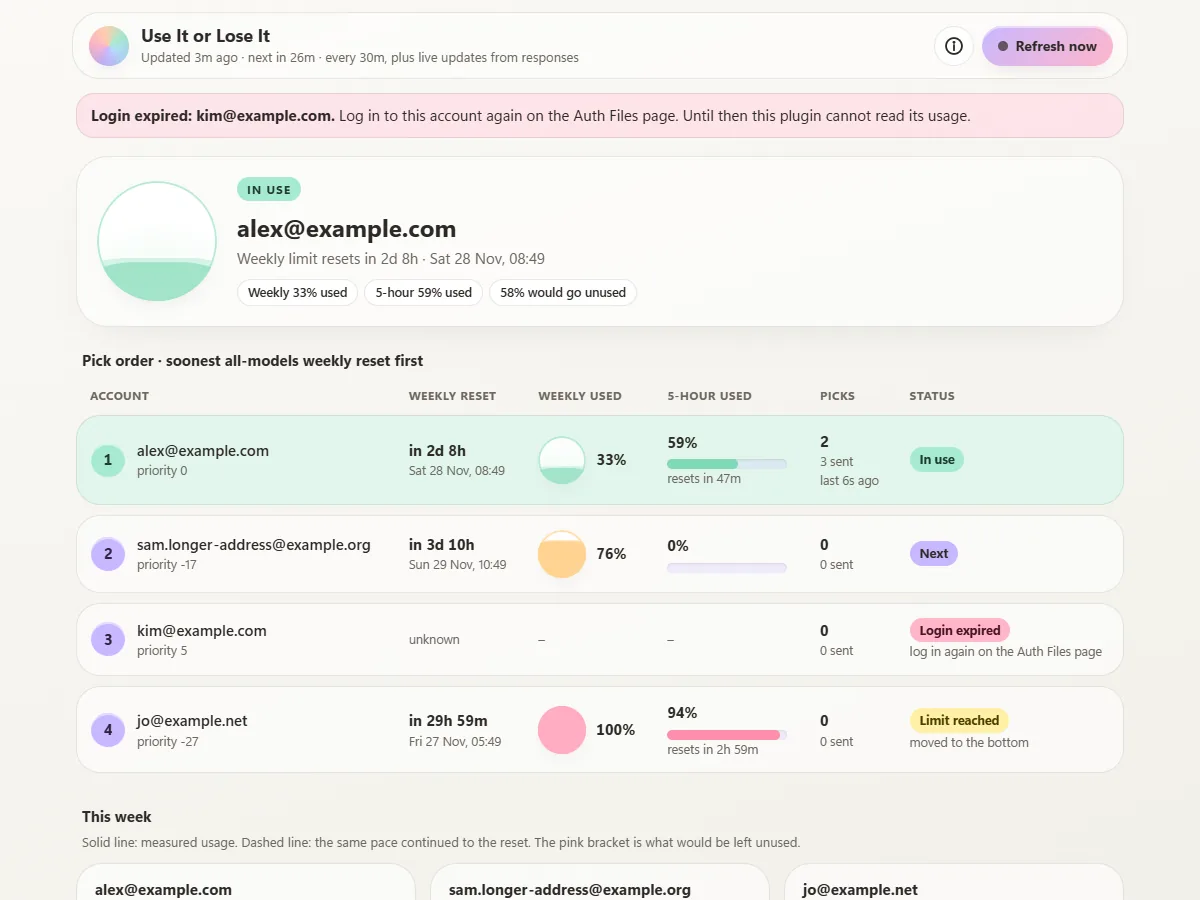 Use It or Lose It
Updated 3m ago · next in 26m · every 30m, plus live updates from responses
Refresh now
Login expired: kim@example.com. Log in to this account again on the Auth Files page. Until then this plugin cannot read its usage.
IN USE
alex@example.com
Weekly limit resets in 2d 8h · Sat 28 Nov, 08:49
Weekly 33% used
5-hour 59% used
58% would go unused
Pick order · soonest all-models weekly reset first
ACCOUNT WEEKLY RESET WEEKLY USED 5-HOUR USED PICKS STATUS
1
alex@example.com
priority 0
in 2d 8h
Sat 28 Nov, 08:49
33%
59%
resets in 47m
2
3 sent
last 6s ago
In use
2
sam.longer-address@example.org
priority -17
in 3d 10h
Sun 29 Nov, 10:49
76%
0%
0
0 sent
Next
3
kim@example.com
priority 5
unknown
–
–
0
0 sent
Login expired
log in again on the Auth Files page
4
jo@example.net
priority -27
in 29h 59m
Fri 27 Nov, 05:49
100%
94%
resets in 2h 59m
0
0 sent
Limit reached
moved to the bottom
This week
Solid line: measured usage. Dashed line: the same pace continued to the reset. The pink bracket is what would be left unused.
alex@example.com
sam.longer-address@example.org
jo@example.net